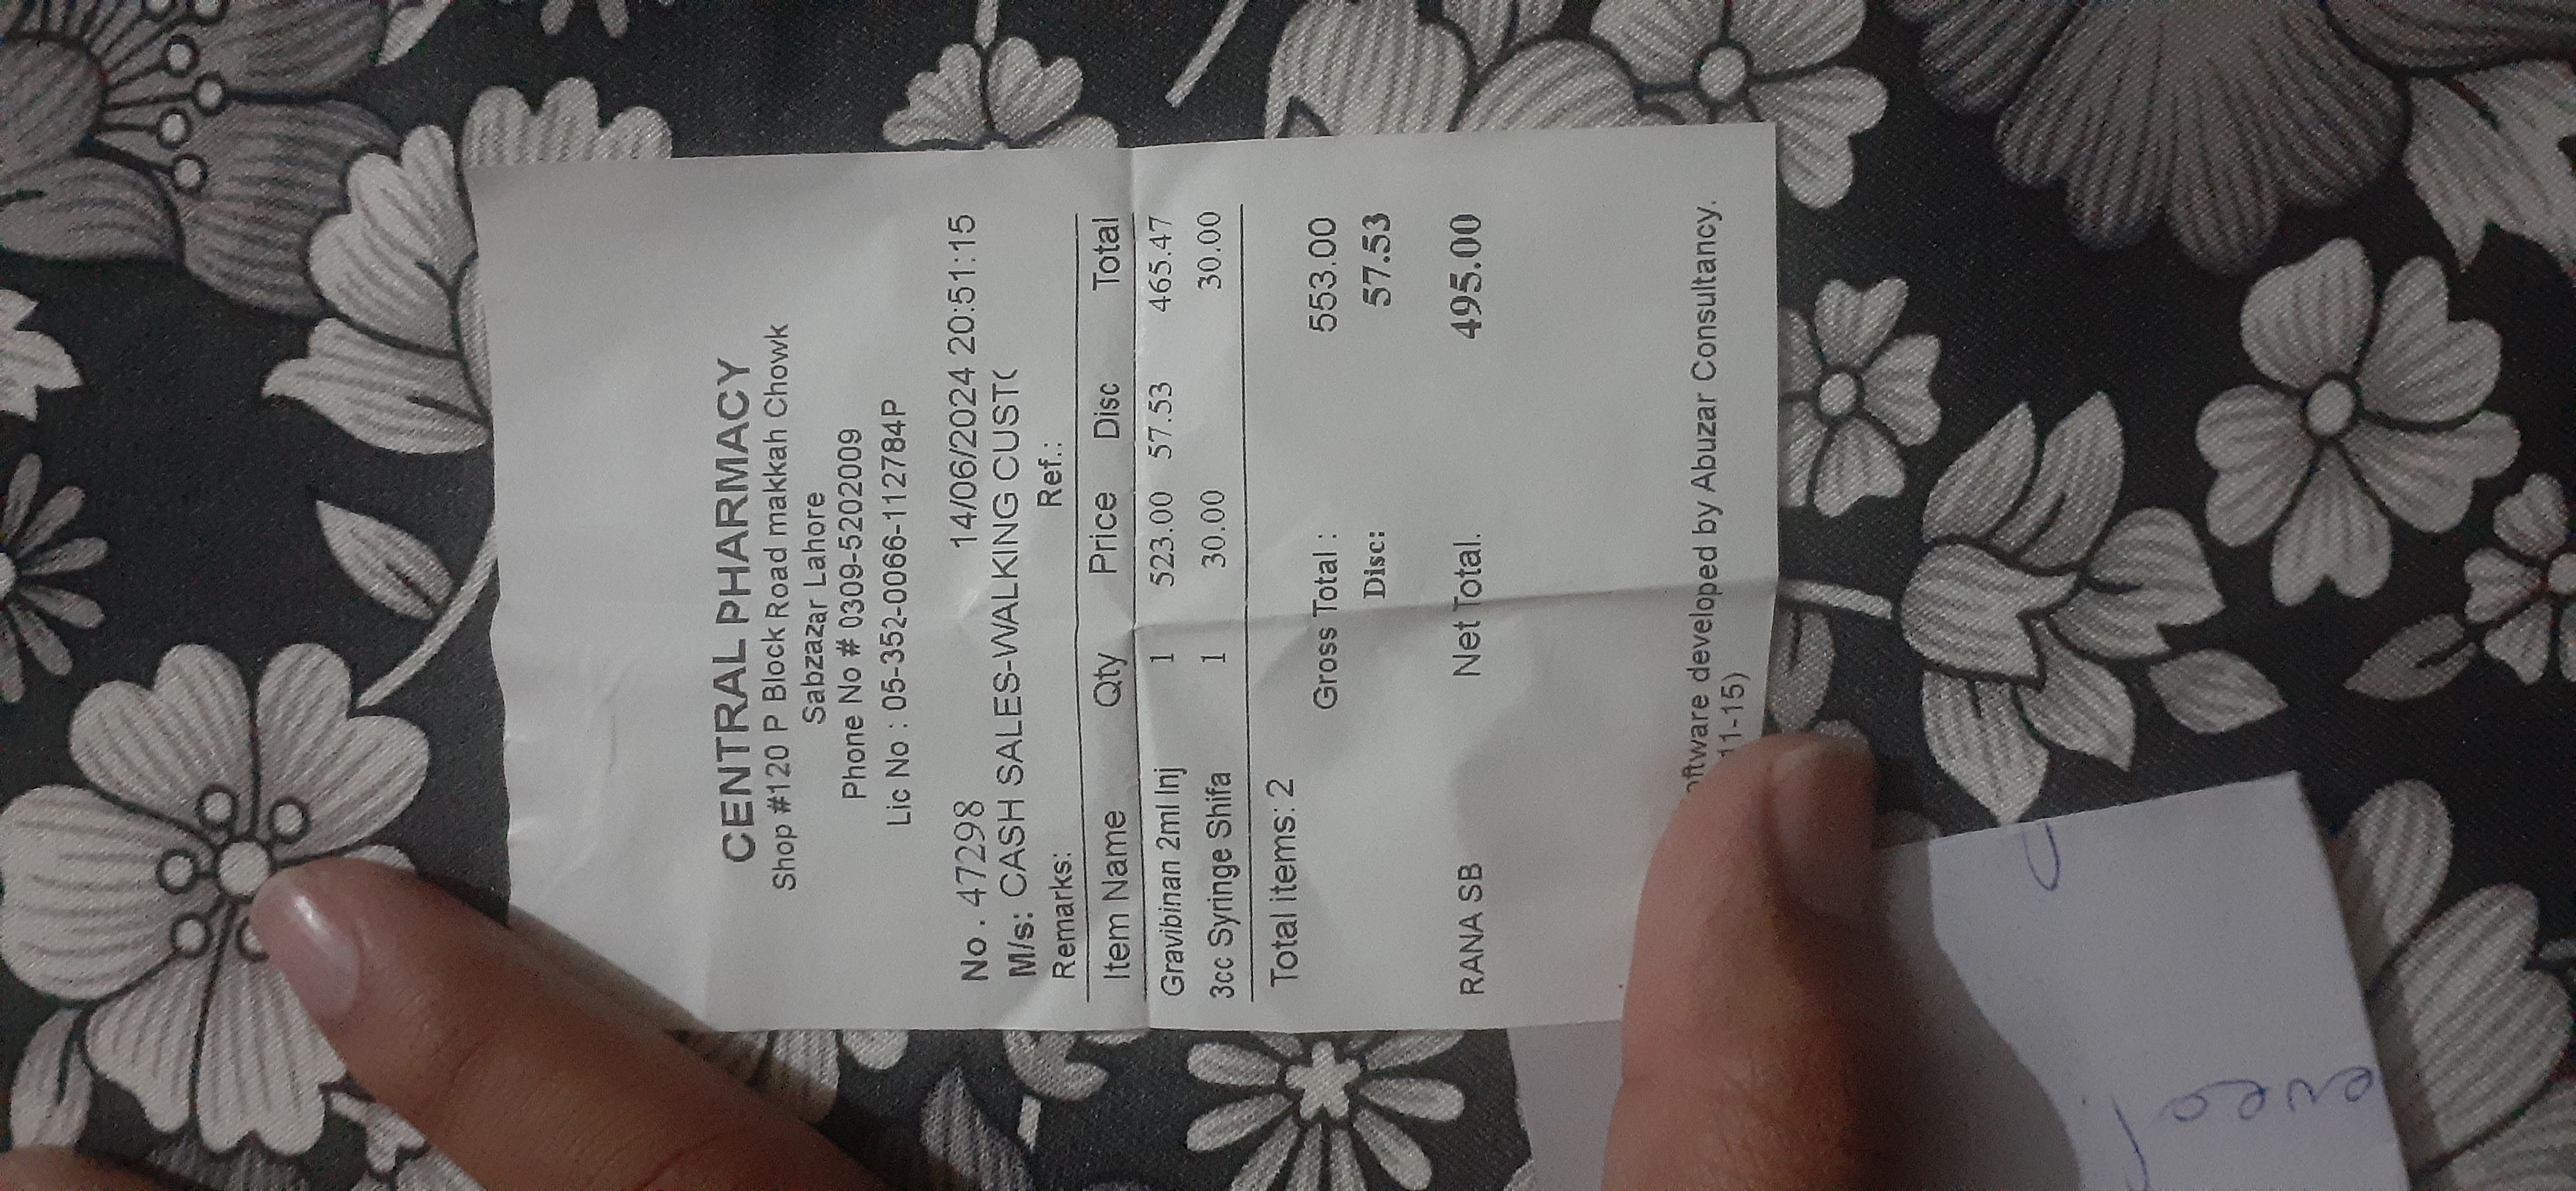 CENTRAL PHARMACY
Shop #120 P Block Road makkah Chowk
Sabzazar Lahore
Phone No # 0309-5202009
Lic No : 05-352-0066-112784P
No . 47298 14/06/2024 20:51:15
M/s: CASH SALES-WALKING CUST
Remarks: Ref.:
Item Name Qty Price Disc Total
Gravibinan 2ml Inj 1 523.00 57.53 465.47
3cc Syringe Shifa 1 30.00 30.00
Total items: 2
Gross Total : 553.00
Disc: 57.53
RANA SB Net Total. 495.00
oftware developed by Abuzar Consultancy.
11-15)